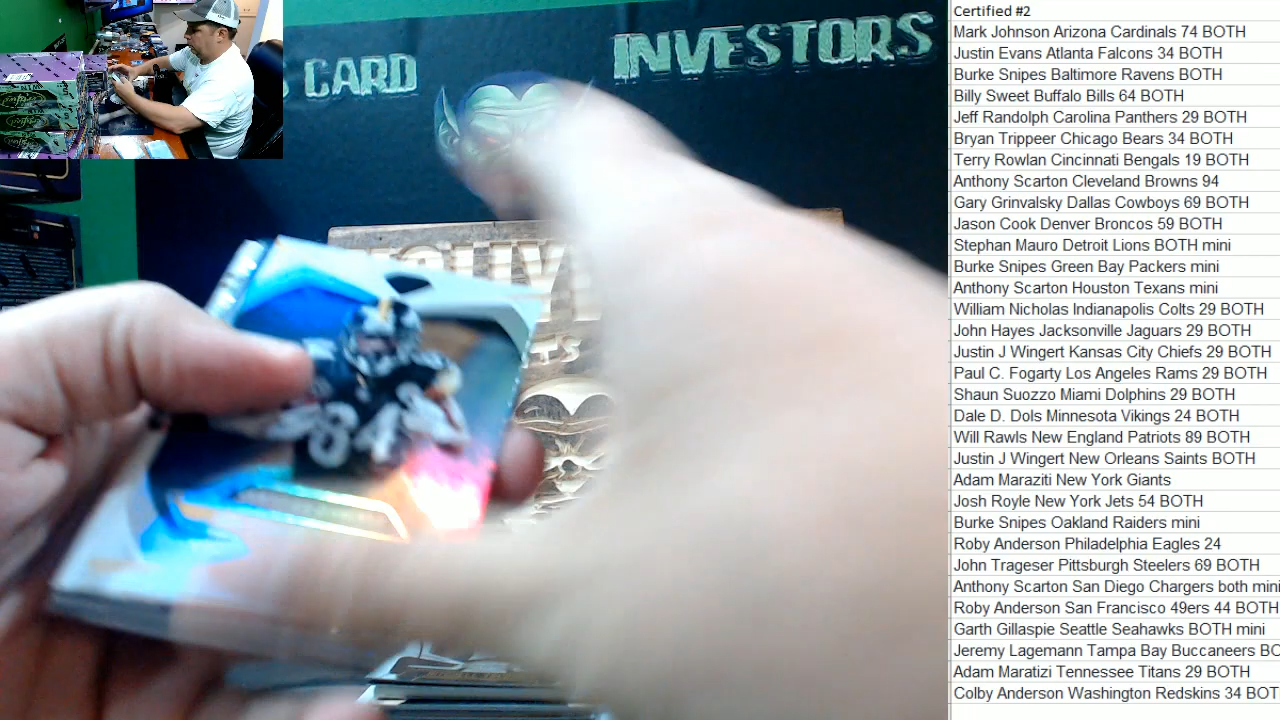 CARD INVESTORS
84
Certified #2
Mark Johnson Arizona Cardinals 74 BOTH
Justin Evans Atlanta Falcons 34 BOTH
Burke Snipes Baltimore Ravens BOTH
Billy Sweet Buffalo Bills 64 BOTH
Jeff Randolph Carolina Panthers 29 BOTH
Bryan Trippeer Chicago Bears 34 BOTH
Terry Rowlan Cincinnati Bengals 19 BOTH
Anthony Scarton Cleveland Browns 94
Gary Grinvalsky Dallas Cowboys 69 BOTH
Jason Cook Denver Broncos 59 BOTH
Stephan Mauro Detroit Lions BOTH mini
Burke Snipes Green Bay Packers mini
Anthony Scarton Houston Texans mini
William Nicholas Indianapolis Colts 29 BOTH
John Hayes Jacksonville Jaguars 29 BOTH
Justin J Wingert Kansas City Chiefs 29 BOTH
Paul C. Fogarty Los Angeles Rams 29 BOTH
Shaun Suozzo Miami Dolphins 29 BOTH
Dale D. Dols Minnesota Vikings 24 BOTH
Will Rawls New England Patriots 89 BOTH
Justin J Wingert New Orleans Saints BOTH
Adam Maraziti New York Giants
Josh Royle New York Jets 54 BOTH
Burke Snipes Oakland Raiders mini
Roby Anderson Philadelphia Eagles 24
John Trageser Pittsburgh Steelers 69 BOTH
Anthony Scarton San Diego Chargers both mini
Roby Anderson San Francisco 49ers 44 BOTH
Garth Gillaspie Seattle Seahawks BOTH mini
Jeremy Lagemann Tampa Bay Buccaneers BO
Adam Maratizi Tennessee Titans 29 BOTH
Colby Anderson Washington Redskins 34 BOTH